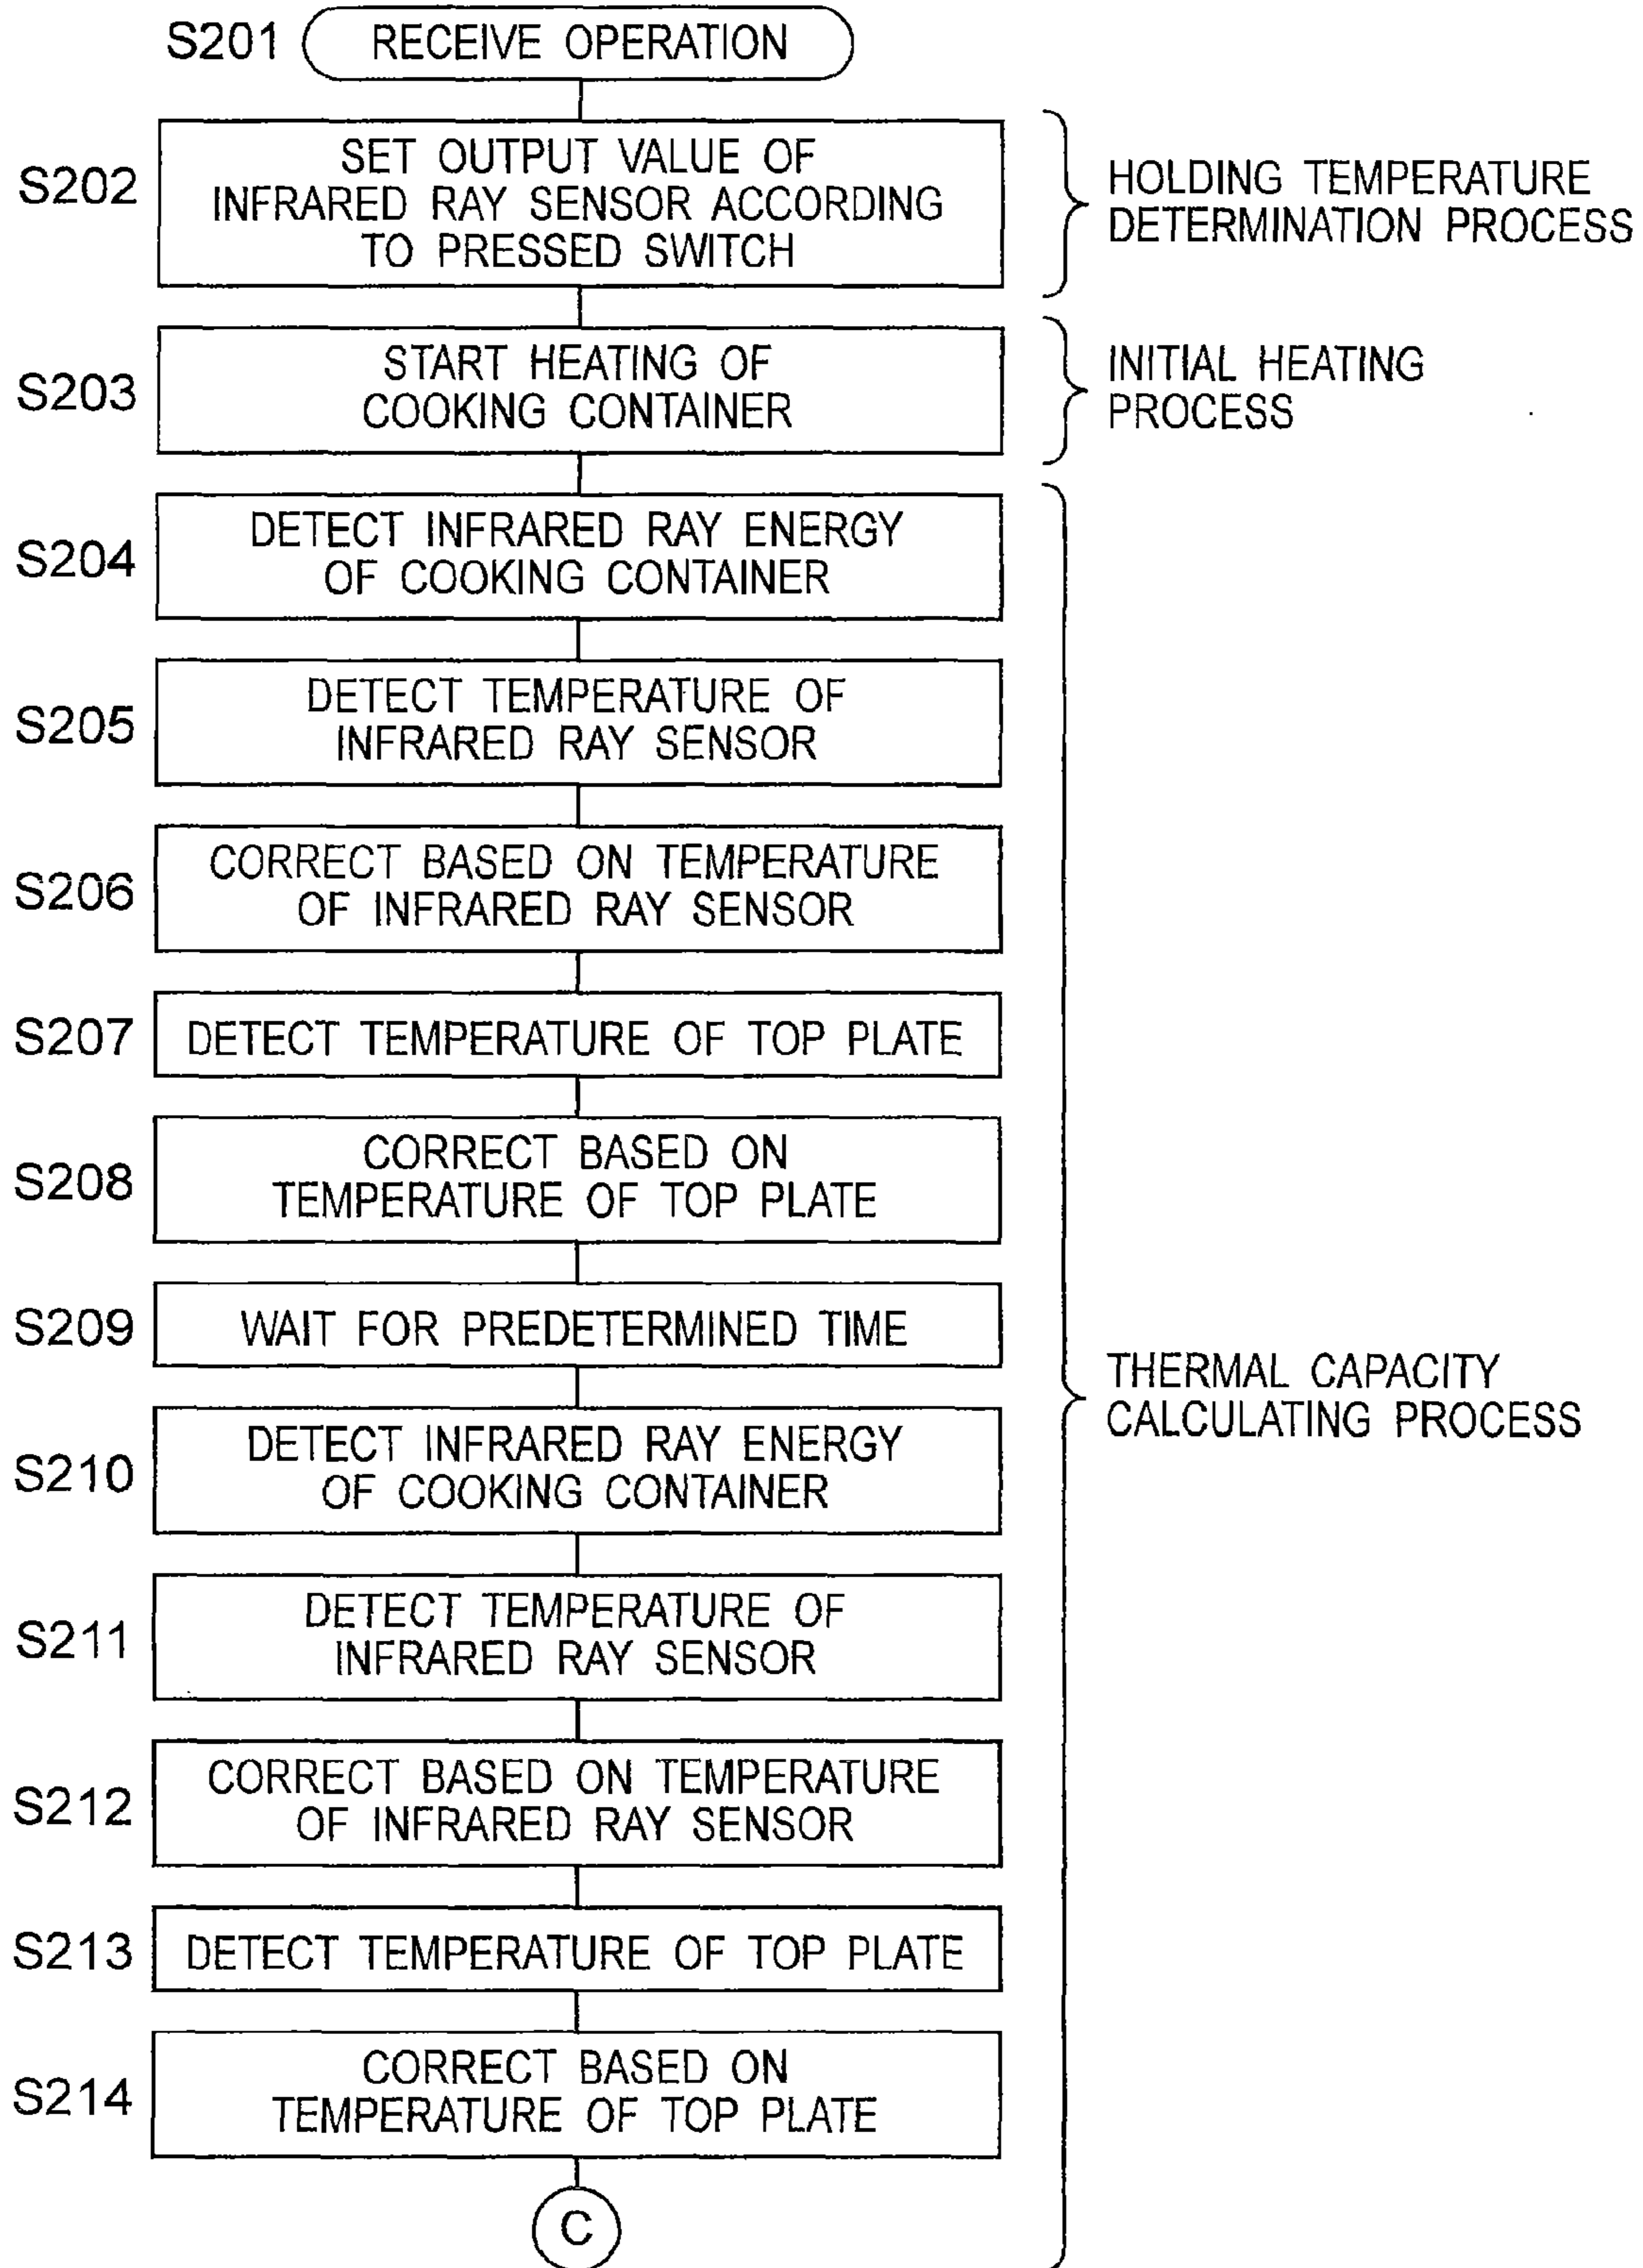 S201 RECEIVE OPERATION
S202
SET OUTPUT VALUE OF
INFRARED RAY SENSOR ACCORDING
TO PRESSED SWITCH
HOLDING TEMPERATURE
DETERMINATION PROCESS
S203
START HEATING OF
COOKING CONTAINER
INITIAL HEATING
PROCESS
S204
DETECT INFRARED RAY ENERGY
OF COOKING CONTAINER
S205
DETECT TEMPERATURE OF
INFRARED RAY SENSOR
S206
CORRECT BASED ON TEMPERATURE
OF INFRARED RAY SENSOR
S207 DETECT TEMPERATURE OF TOP PLATE
S208
CORRECT BASED ON
TEMPERATURE OF TOP PLATE
S209 WAIT FOR PREDETERMINED TIME
THERMAL CAPACITY
CALCULATING PROCESS
S210
DETECT INFRARED RAY ENERGY
OF COOKING CONTAINER
S211
DETECT TEMPERATURE OF
INFRARED RAY SENSOR
S212
CORRECT BASED ON TEMPERATURE
OF INFRARED RAY SENSOR
S213 DETECT TEMPERATURE OF TOP PLATE
S214
CORRECT BASED ON
TEMPERATURE OF TOP PLATE
C